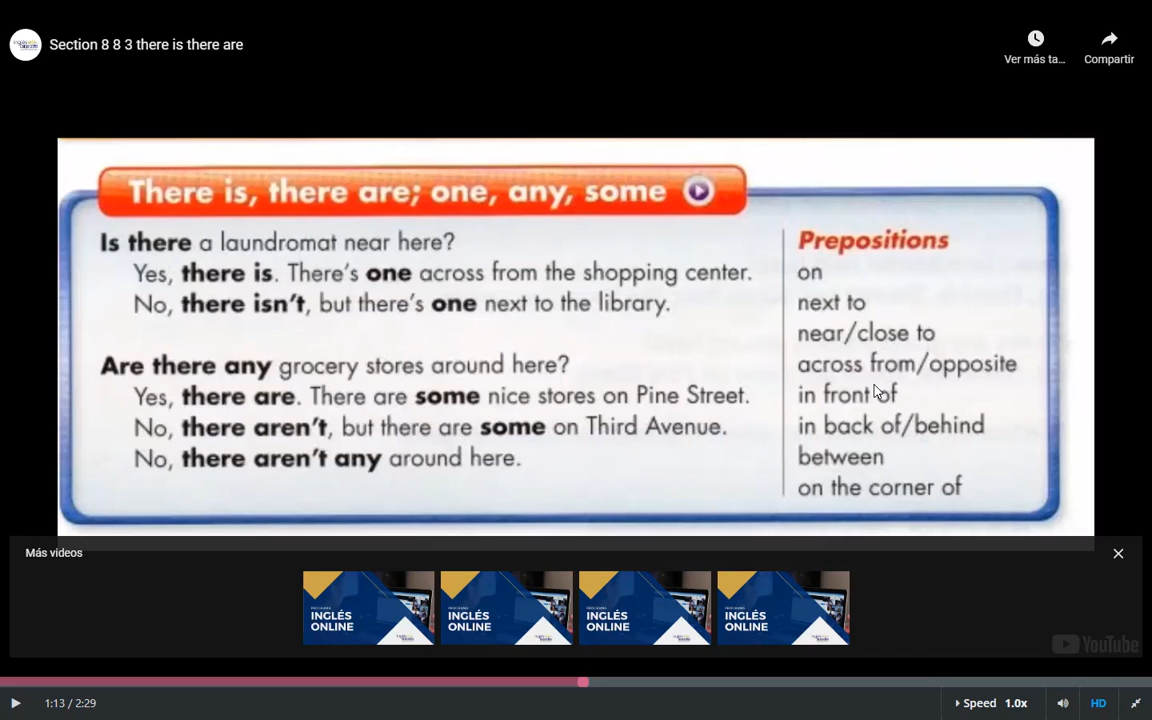 Section 8 8 3 there is there are
Ver más ta...
Compartir
There is, there are; one, any, some
Is there a laundromat near here?
Yes, there is. There's one across from the shopping center.
No, there isn't, but there's one next to the library.
Are there any grocery stores around here?
Yes, there are. There are some nice stores on Pine Street.
No, there aren't, but there are some on Third Avenue.
No, there aren't any around here.
Prepositions
on
next to
near/close to
across from/opposite
in front of
in back of/behind
between
on the corner of
Más videos
INGLÉS
ONLINE
INGLÉS
ONLINE
INGLÉS
ONLINE
INGLÉS
ONLINE
YouTube
1:13 / 2:29
Speed 1.0x
HD